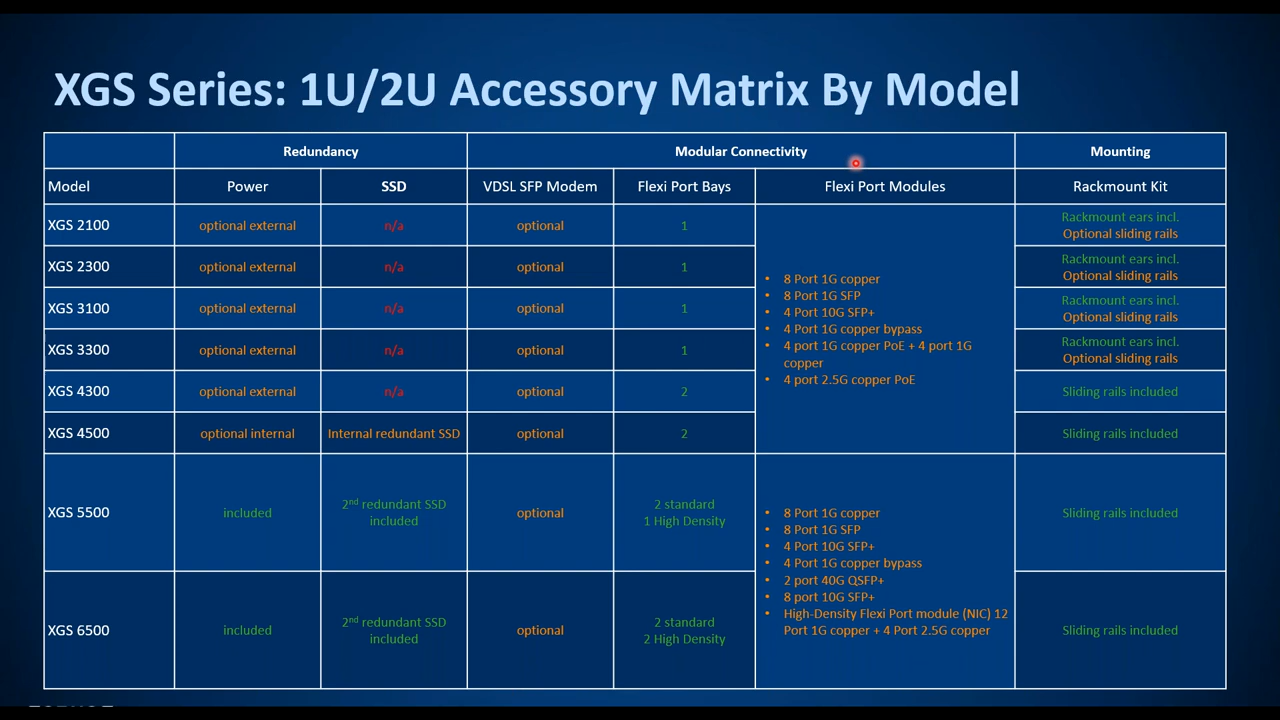 XGS Series: 1U/2U Accessory Matrix By Model
Redundancy
Modular Connectivity
Mounting
Model
Power
SSD
VDSL SFP Modem
Flexi Port Bays
Flexi Port Modules
Rackmount Kit
XGS 2100
optional external
n/a
optional
1
Rackmount ears incl.
Optional sliding rails
XGS 2300
optional external
n/a
optional
1
Rackmount ears incl.
Optional sliding rails
XGS 3100
optional external
n/a
optional
1
Rackmount ears incl.
Optional sliding rails
XGS 3300
optional external
n/a
optional
1
Rackmount ears incl.
Optional sliding rails
XGS 4300
optional external
n/a
optional
2
Sliding rails included
XGS 4500
optional internal
Internal redundant SSD
optional
2
Sliding rails included
• 8 Port 1G copper
• 8 Port 1G SFP
• 4 Port 10G SFP+
• 4 Port 1G copper bypass
• 4 port 1G copper PoE + 4 port 1G
copper
• 4 port 2.5G copper PoE
XGS 5500
included
2nd redundant SSD
included
optional
2 standard
1 High Density
Sliding rails included
XGS 6500
included
2nd redundant SSD
included
optional
2 standard
2 High Density
Sliding rails included
• 8 Port 1G copper
• 8 Port 1G SFP
• 4 Port 10G SFP+
• 4 Port 1G copper bypass
• 2 port 40G QSFP+
• 8 port 10G SFP+
• High-Density Flexi Port module (NIC) 12
Port 1G copper + 4 Port 2.5G copper